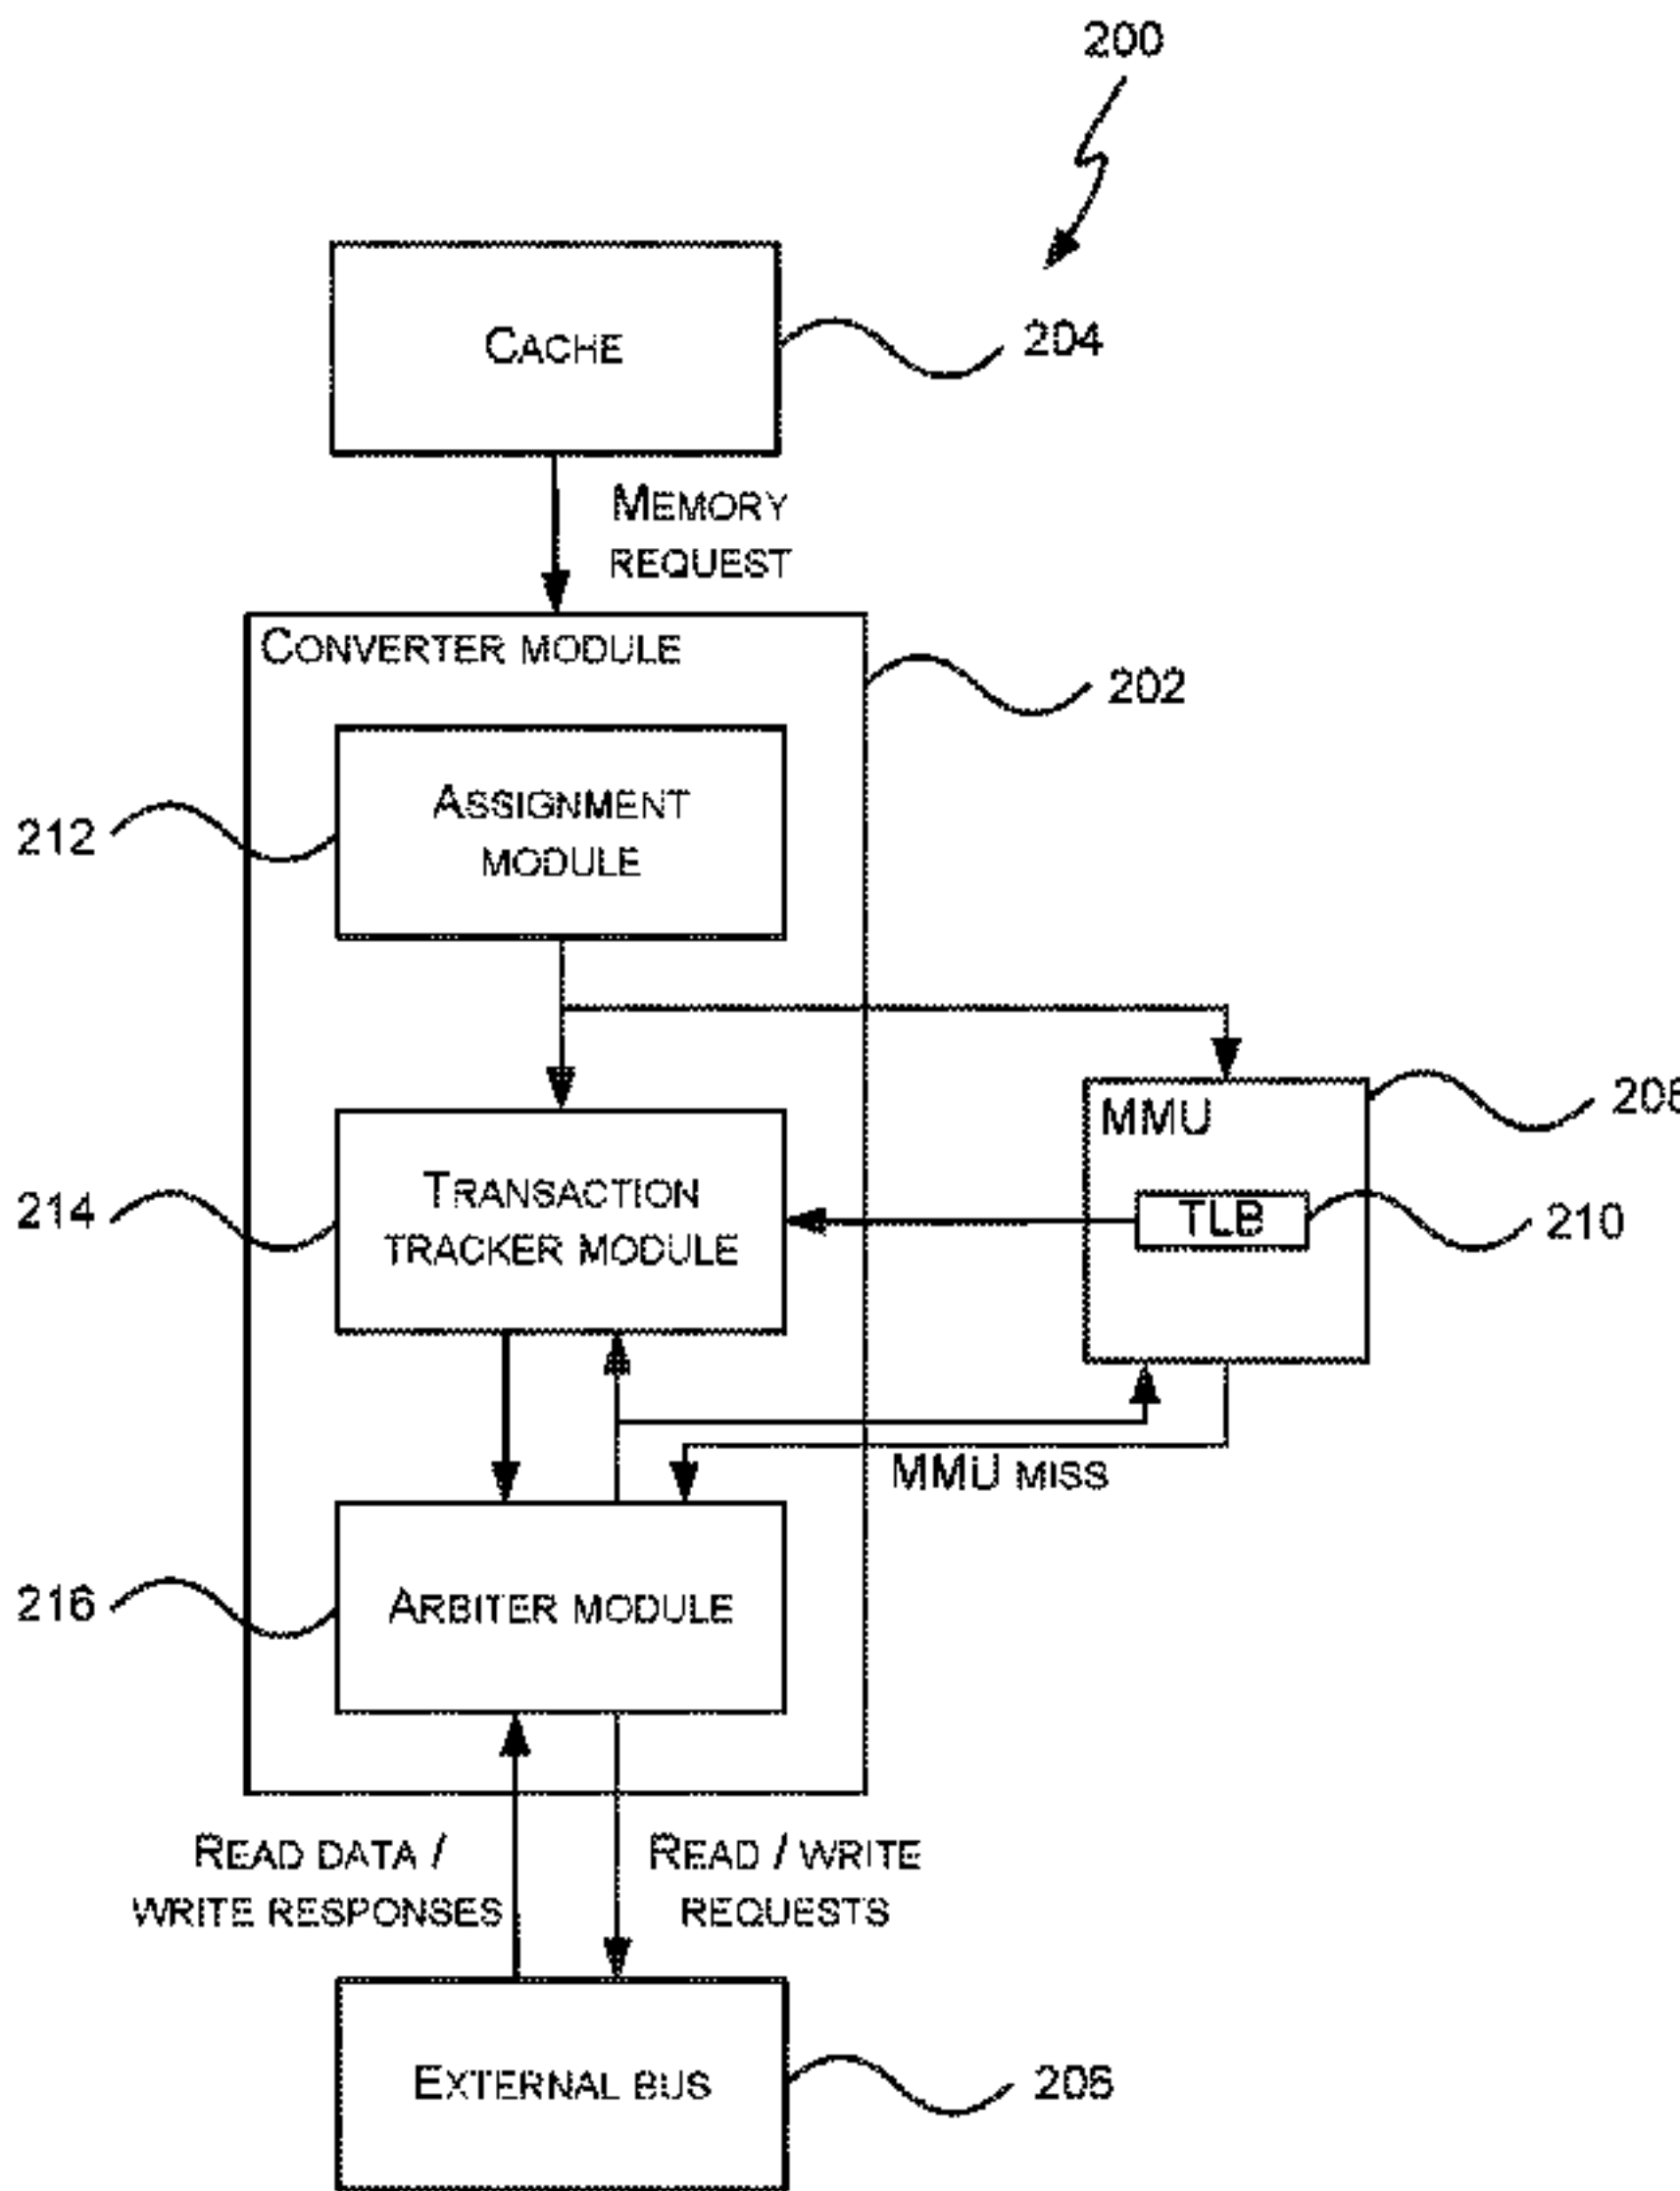 200
CACHE
204
MEMORY
REQUEST
CONVERTER MODULE
202
ASSIGNMENT
MODULE
212
MMU
TRANSACTION
TRACKER MODULE
214
TLB
210
MMU MISS
ARBITER MODULE
216
READ DATA /
WRITE RESPONSES
READ / WRITE
REQUESTS
EXTERNAL BUS
206